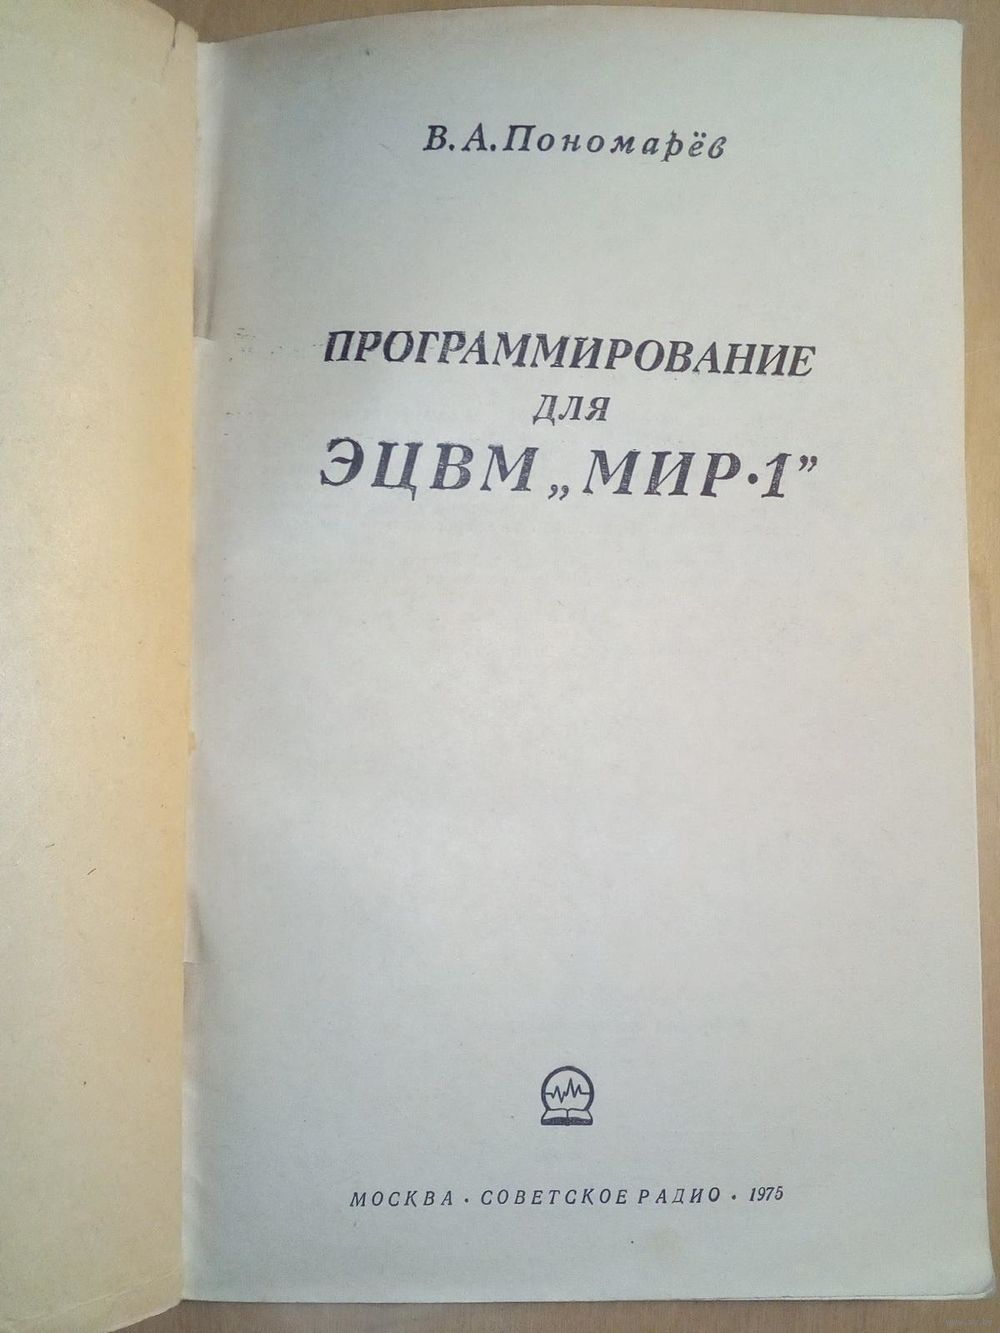 В. А. Пономарёв
ПРОГРАММИРОВАНИЕ
для
ЭЦВМ „МИР·1”
МОСКВА · СОВЕТСКОЕ РАДИО · 1975